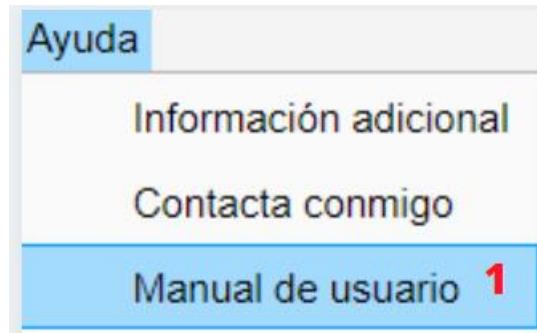 Ayuda
Información adicional
Contacta conmigo
Manual de usuario 1